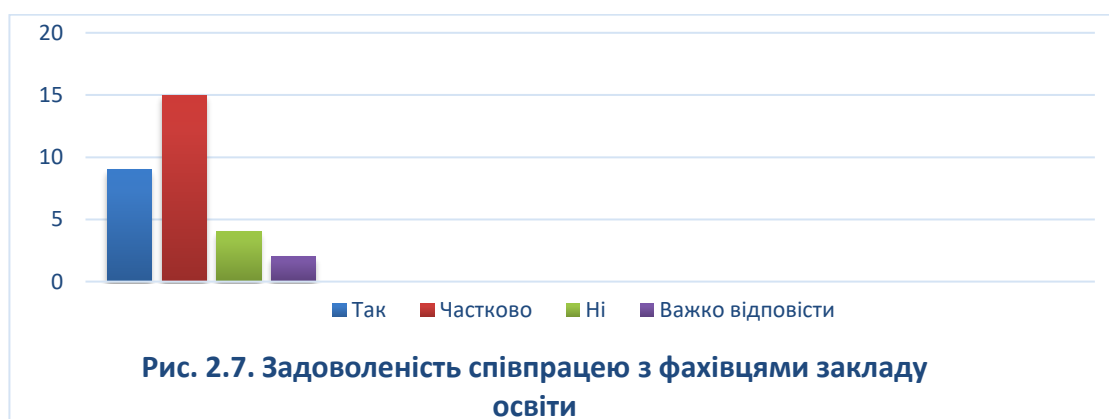 20
15
10
5
0
Так Частково Ні Важко відповісти
Рис. 2.7. Задоволеність співпрацею з фахівцями закладу
освіти